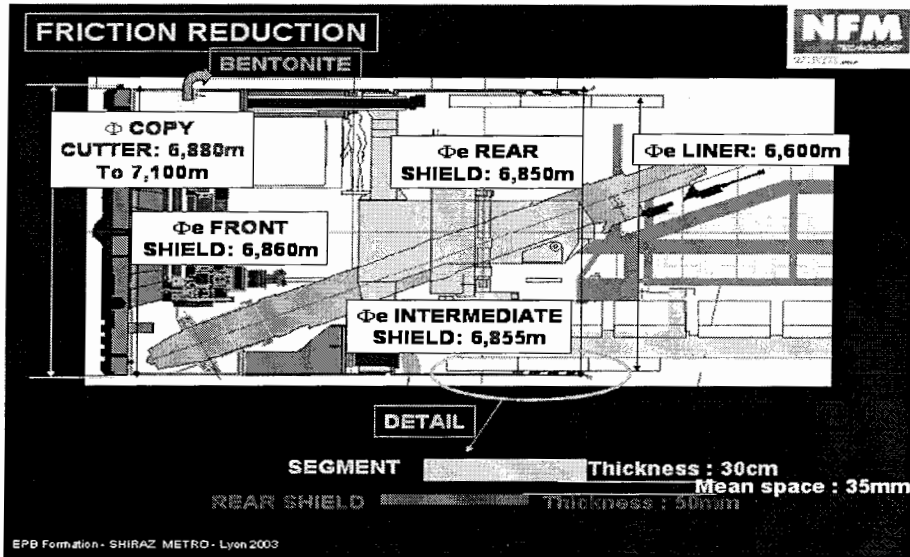 FRICTION REDUCTION
NFM
TECHNOLOGIES
BENTONITE
Φ COPY
CUTTER: 6,880m
To 7,100m
Φe REAR
SHIELD: 6,850m
Φe LINER: 6,600m
Φe FRONT
SHIELD: 6,860m
Φe INTERMEDIATE
SHIELD: 6,855m
DETAIL
SEGMENT Thickness : 30cm
Mean space : 35mm
REAR SHIELD Thickness : 50mm
EPB Formation - SHIRAZ METRO - Lyon 2003